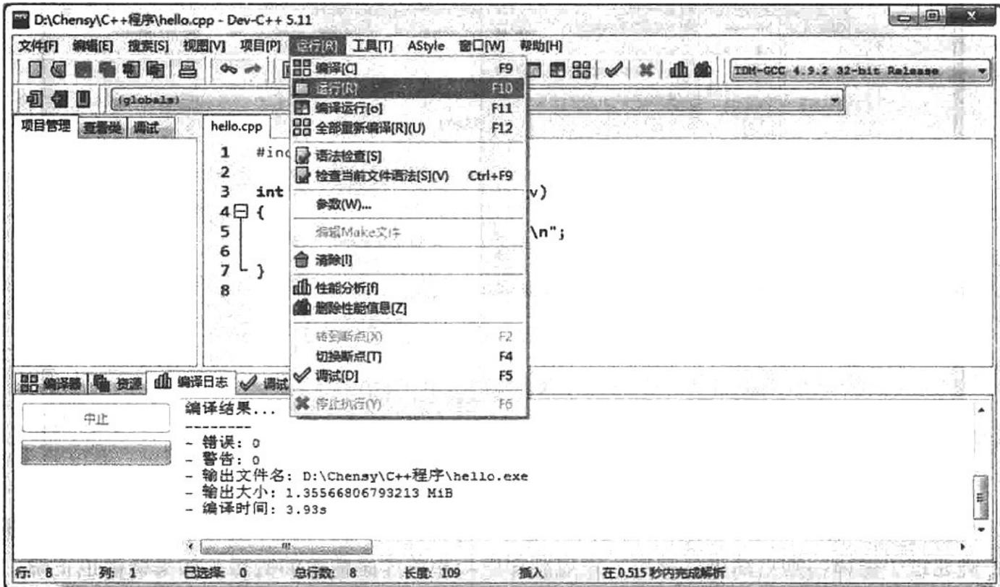 D:\Chensy\C++程序\hello.cpp - Dev-C++ 5.11
文件[F] 编辑[E] 搜索[S] 视图[V] 项目[P] 运行[R] 工具[T] AStyle 窗口[W] 帮助[H]
编译[C] F9
TDM-GCC 4.9.2 32-bit Release
运行[R] F10
(globals)
编译运行[o] F11
项目管理 查看类 调试 hello.cpp
全部重新编译[R](U) F12
1 #inc
语法检查[S]
2
检查当前文件语法[S](V) Ctrl+F9
3 int v)
参数(W)...
4 {
5 \n";
编辑Make文件
6
清除[l]
7 }
性能分析[f]
8
删除性能信息[Z]
转到断点(X) F2
切换断点[T] F4
调试[D] F5
停止执行(Y) F6
编译器 资源 编译日志 调试
中止
编译结果...
--------
- 错误: 0
- 警告: 0
- 输出文件名: D:\Chensy\C++程序\hello.exe
- 输出大小: 1.35566806793213 MiB
- 编译时间: 3.93s
行: 8 列: 1 已选择: 0 总行数: 8 长度: 109 插入 在 0.515 秒内完成解析